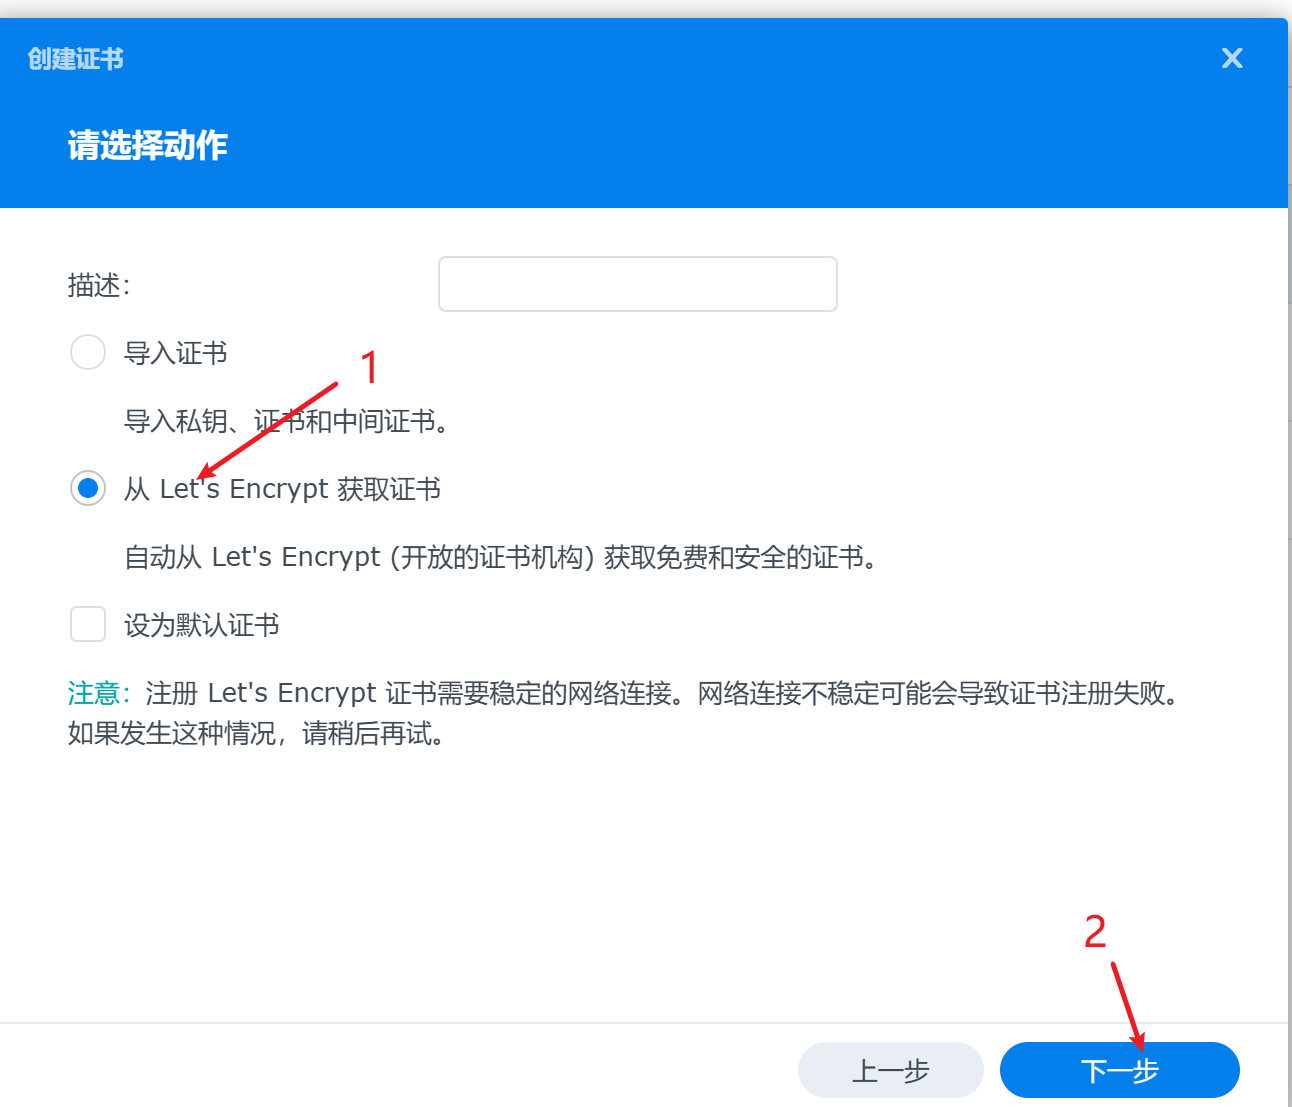 创建证书
请选择动作
描述：
导入证书
1
导入私钥、证书和中间证书。
从 Let's Encrypt 获取证书
自动从 Let's Encrypt (开放的证书机构) 获取免费和安全的证书。
设为默认证书
注意： 注册 Let's Encrypt 证书需要稳定的网络连接。网络连接不稳定可能会导致证书注册失败。
如果发生这种情况，请稍后再试。
2
上一步
下一步